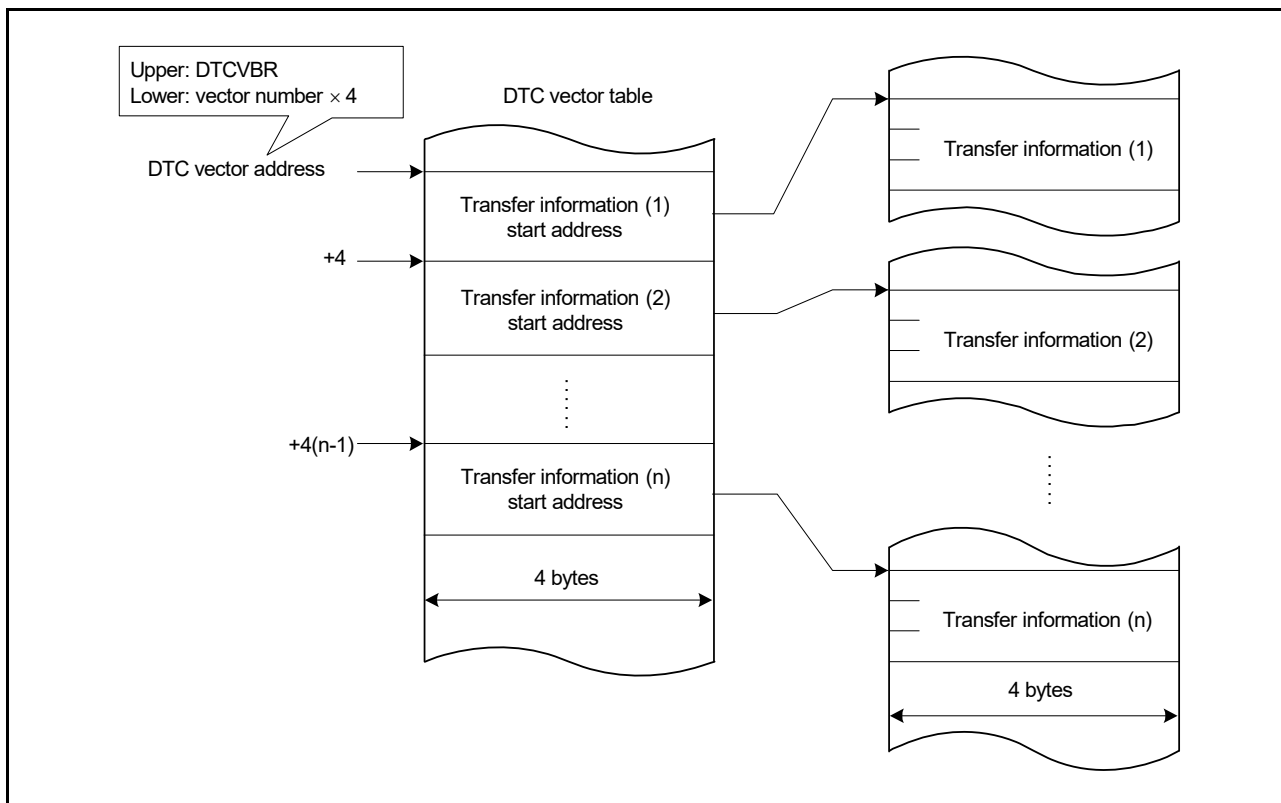 Upper: DTCVBR
Lower: vector number × 4
DTC vector table
DTC vector address
Transfer information (1)
start address
+4
Transfer information (2)
start address
+4(n-1)
Transfer information (n)
start address
4 bytes
Transfer information (1)
Transfer information (2)
Transfer information (n)
4 bytes